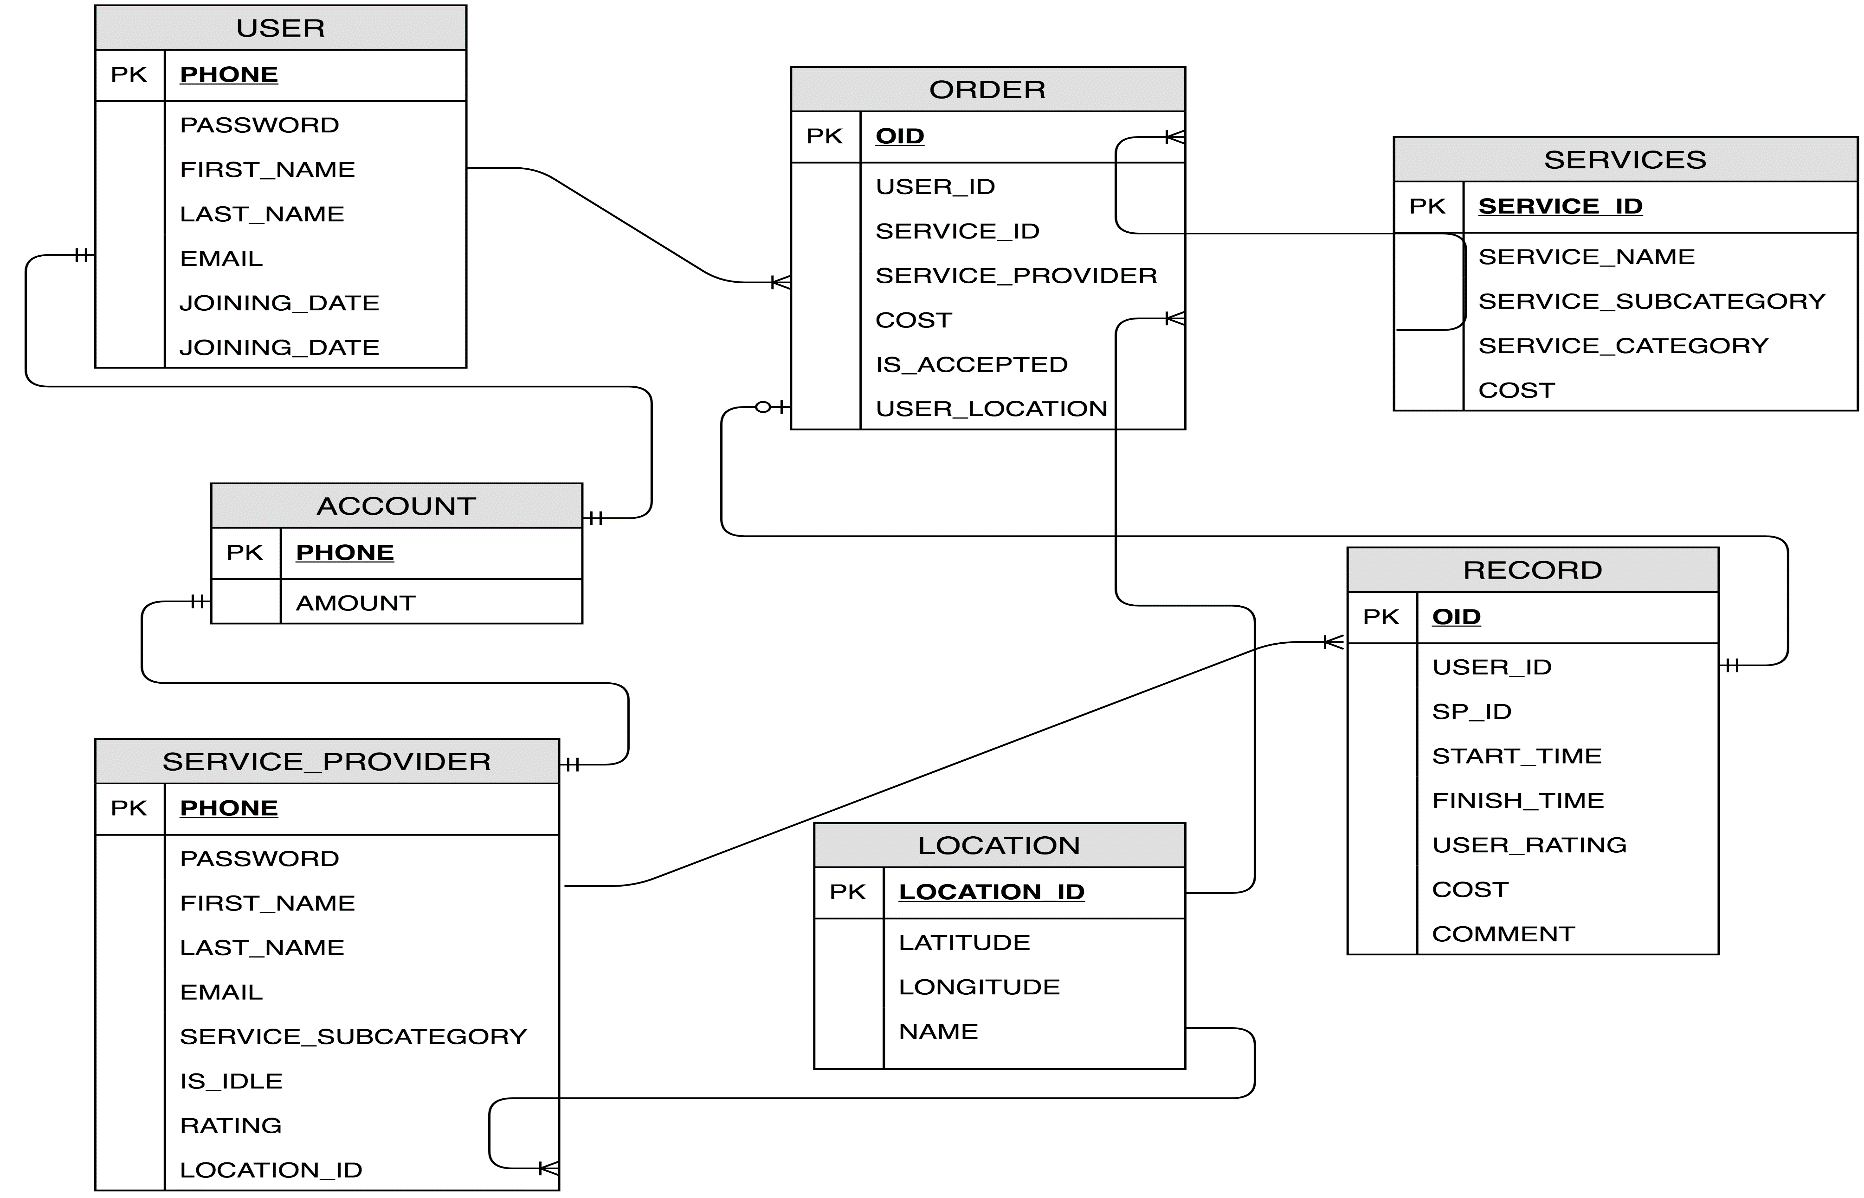 USER
PK PHONE
PASSWORD
FIRST_NAME
LAST_NAME
EMAIL
JOINING_DATE
JOINING_DATE
ORDER
PK OID
USER_ID
SERVICE_ID
SERVICE_PROVIDER
COST
IS_ACCEPTED
USER_LOCATION
SERVICES
PK SERVICE_ID
SERVICE_NAME
SERVICE_SUBCATEGORY
SERVICE_CATEGORY
COST
ACCOUNT
PK PHONE
AMOUNT
RECORD
PK OID
USER_ID
SP_ID
START_TIME
FINISH_TIME
USER_RATING
COST
COMMENT
SERVICE_PROVIDER
PK PHONE
PASSWORD
FIRST_NAME
LAST_NAME
EMAIL
SERVICE_SUBCATEGORY
IS_IDLE
RATING
LOCATION_ID
LOCATION
PK LOCATION_ID
LATITUDE
LONGITUDE
NAME